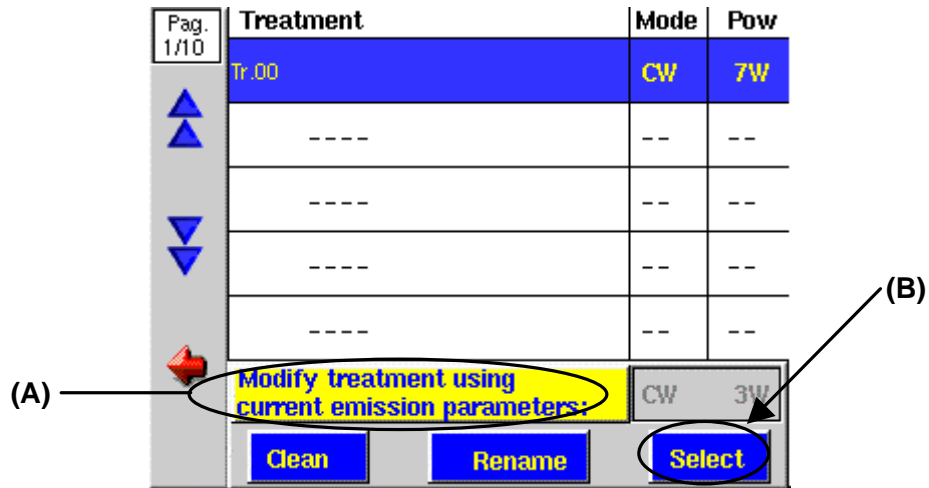 Pag.
1/10
Treatment Mode Pow
Tr.00 CW 7W
---- -- --
---- -- --
---- -- --
---- -- --
(B)
(A)
Modify treatment using
current emission parameters:
CW 3W
Clean Rename Select